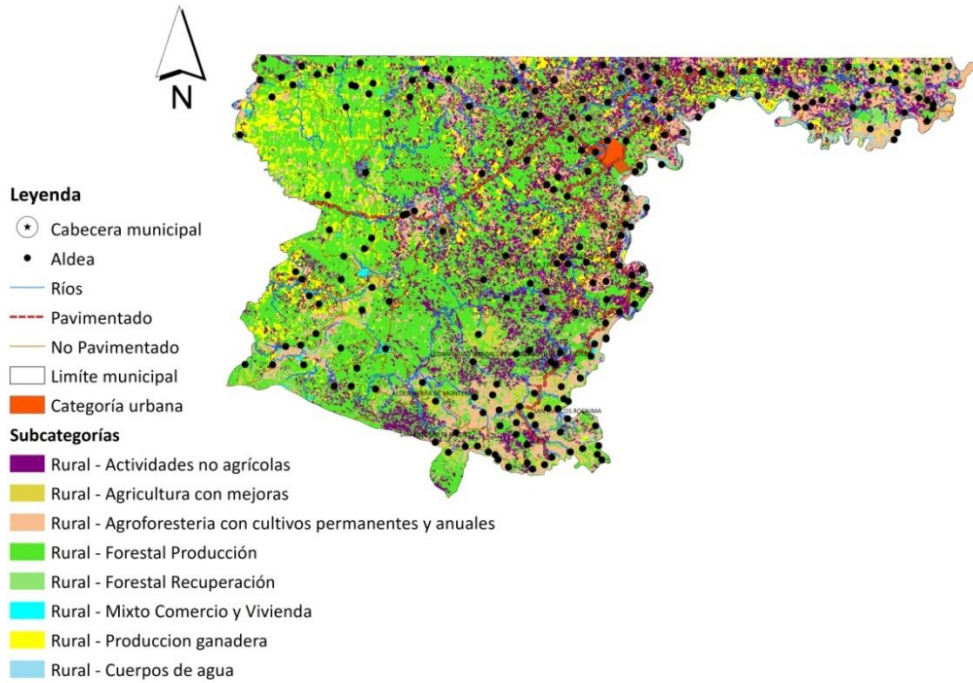 N
Leyenda
Cabecera municipal
Aldea
Ríos
Pavimentado
No Pavimentado
Limíte municipal
Categoría urbana
Subcategorías
Rural - Actividades no agrícolas
Rural - Agricultura con mejoras
Rural - Agroforesteria con cultivos permanentes y anuales
Rural - Forestal Producción
Rural - Forestal Recuperación
Rural - Mixto Comercio y Vivienda
Rural - Produccion ganadera
Rural - Cuerpos de agua